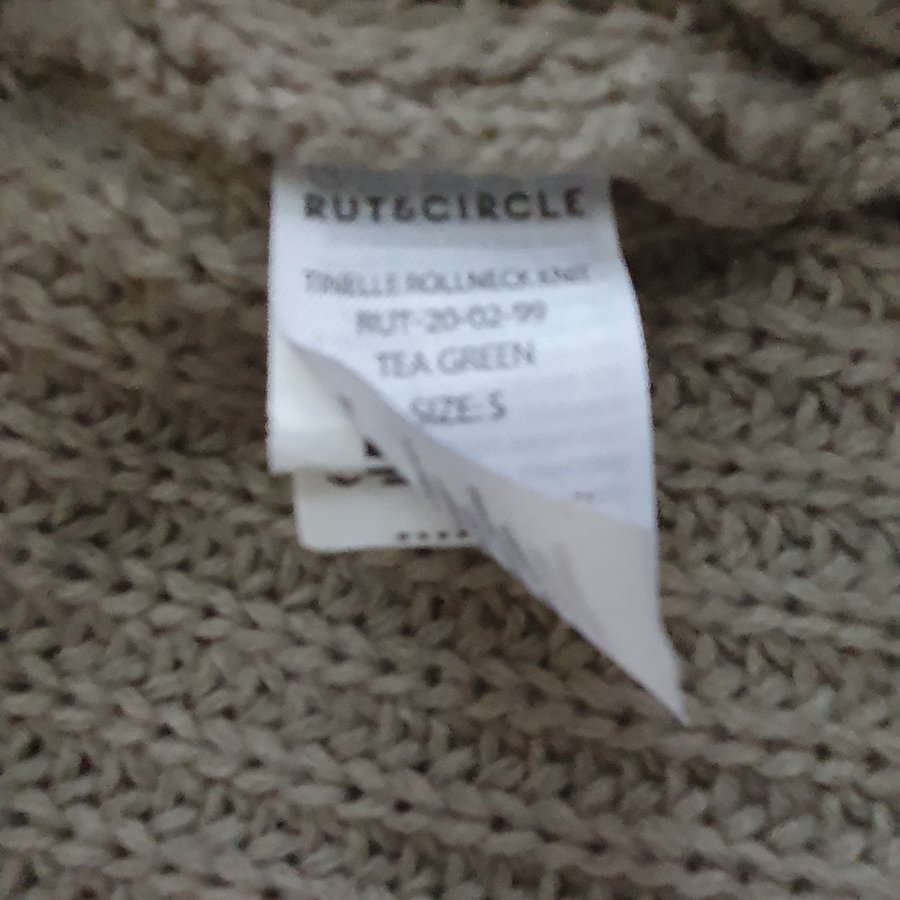 RUT&CIRCLE
TINELLE ROLLNECK KNIT
RUT-20-02-99
TEA GREEN
SIZE: S